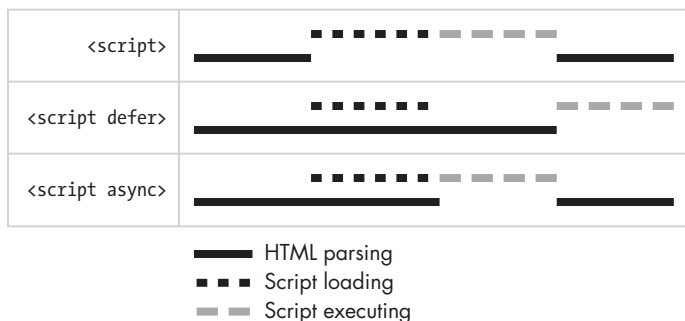 <script>
<script defer>
<script async>
HTML parsing
Script loading
Script executing